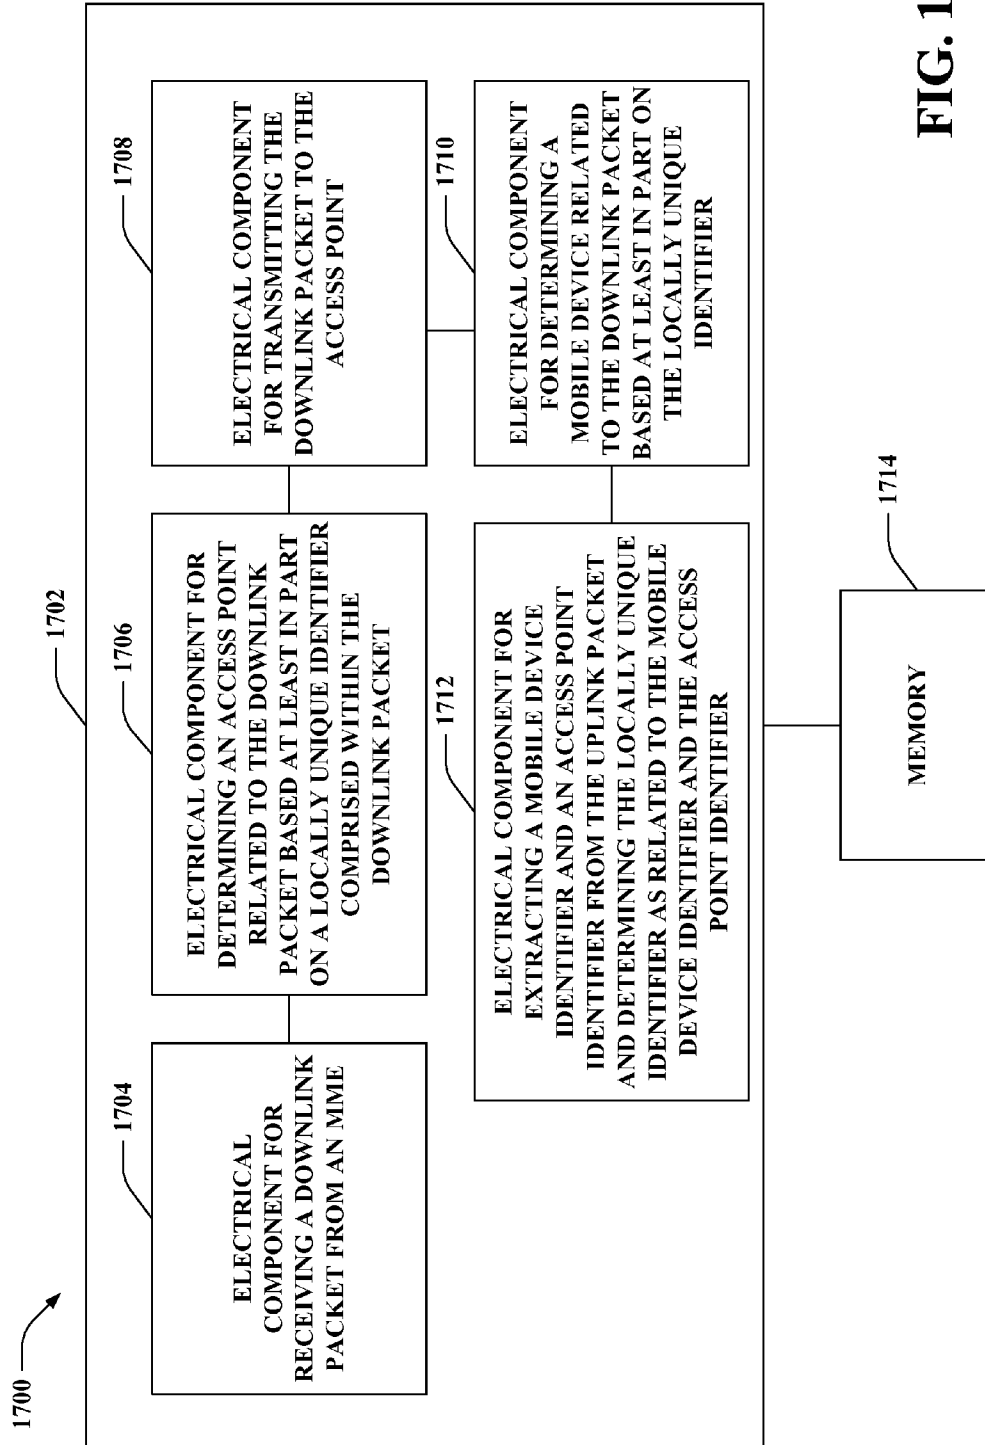 1700
1702
1704
ELECTRICAL
COMPONENT FOR
RECEIVING A DOWNLINK
PACKET FROM AN MME
1706
ELECTRICAL COMPONENT FOR
DETERMINING AN ACCESS POINT
RELATED TO THE DOWNLINK
PACKET BASED AT LEAST IN PART
ON A LOCALLY UNIQUE IDENTIFIER
COMPRISED WITHIN THE
DOWNLINK PACKET
1708
ELECTRICAL COMPONENT
FOR TRANSMITTING THE
DOWNLINK PACKET TO THE
ACCESS POINT
1712
ELECTRICAL COMPONENT FOR
EXTRACTING A MOBILE DEVICE
IDENTIFIER AND AN ACCESS POINT
IDENTIFIER FROM THE UPLINK PACKET
AND DETERMINING THE LOCALLY UNIQUE
IDENTIFIER AS RELATED TO THE MOBILE
DEVICE IDENTIFIER AND THE ACCESS
POINT IDENTIFIER
1710
ELECTRICAL COMPONENT
FOR DETERMINING A
MOBILE DEVICE RELATED
TO THE DOWNLINK PACKET
BASED AT LEAST IN PART ON
THE LOCALLY UNIQUE
IDENTIFIER
1714
MEMORY
FIG. 1